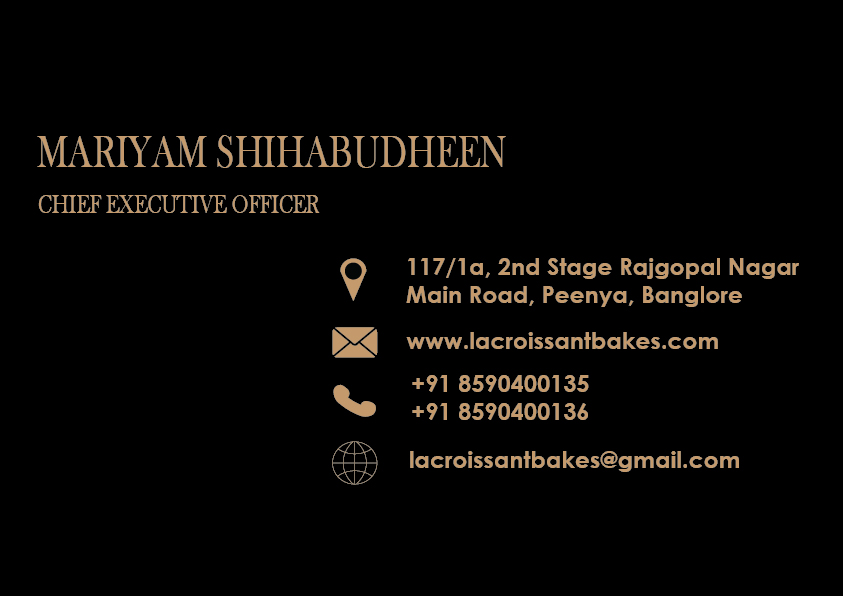 MARIYAM SHIHABUDHEEN
CHIEF EXECUTIVE OFFICER
117/1a, 2nd Stage Rajgopal Nagar
Main Road, Peenya, Banglore
www.lacroissantbakes.com
+91 8590400135
+91 8590400136
lacroissantbakes@gmail.com